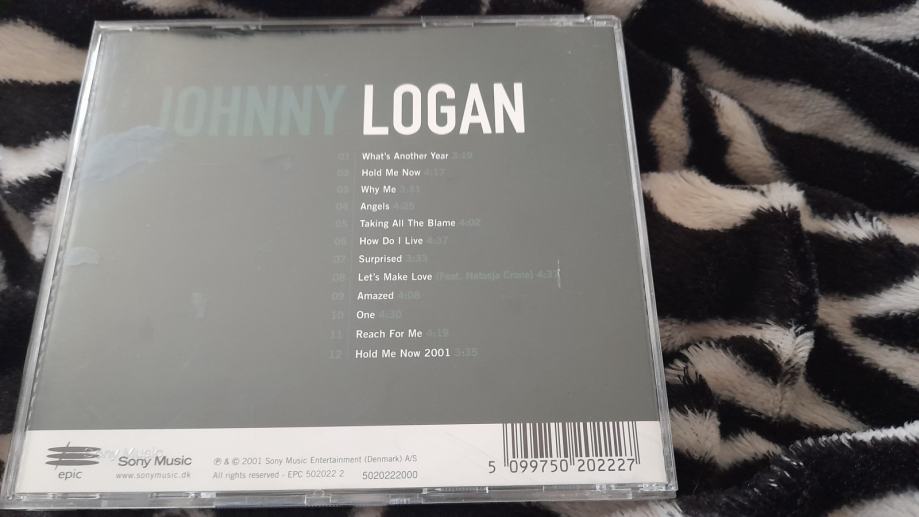 JOHNNY LOGAN
01 What's Another Year 3:19
02 Hold Me Now 4:17
03 Why Me
04 Angels 4:25
05 Taking All The Blame 4:02
06 How Do I Live 4:37
07 Surprised 3:33
08 Let's Make Love (Feat. Natasja Crone) 4:37
09 Amazed 4:08
10 One 4:30
11 Reach For Me 4:19
12 Hold Me Now 2001 3:35
epic
Sony Music
www.sonymusic.dk
℗ & © 2001 Sony Music Entertainment (Denmark) A/S
All rights reserved - EPC 502022 2
5020222000
5 099750 202227